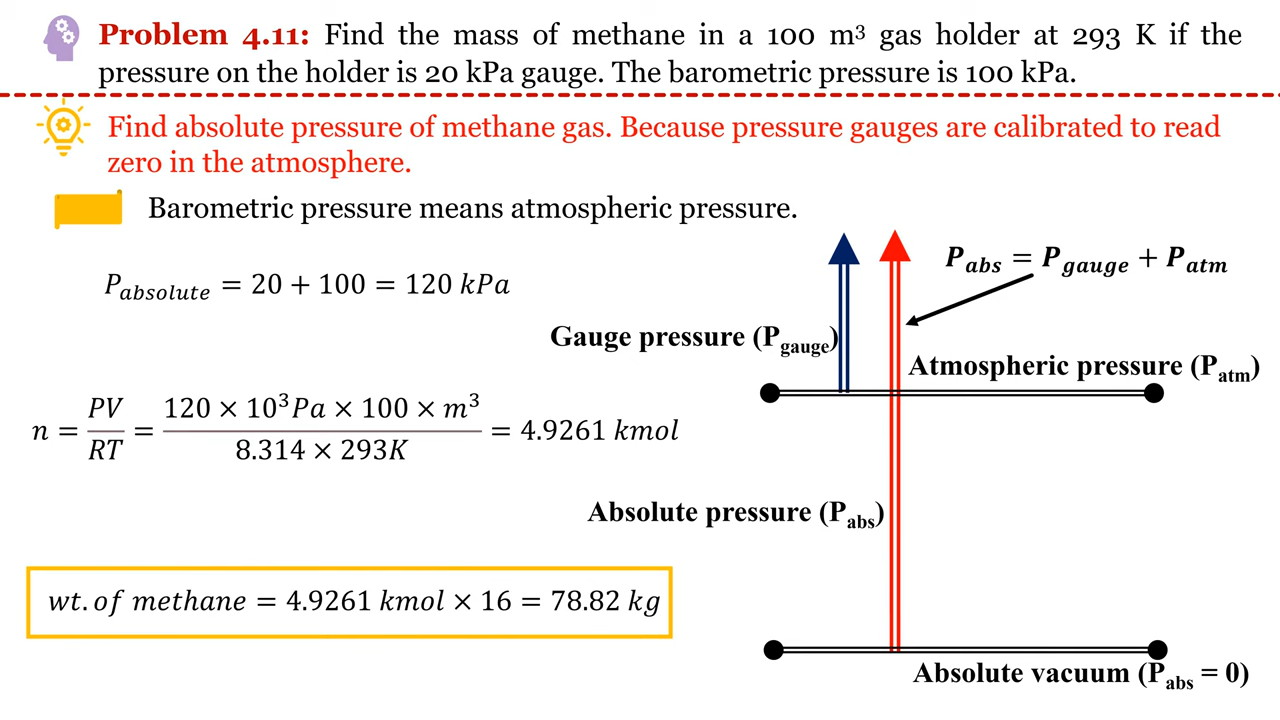 Problem 4.11: Find the mass of methane in a 100 m³ gas holder at 293 K if the
pressure on the holder is 20 kPa gauge. The barometric pressure is 100 kPa.
Find absolute pressure of methane gas. Because pressure gauges are calibrated to read
zero in the atmosphere.
Barometric pressure means atmospheric pressure.
P_absolute = 20 + 100 = 120 kPa
P_abs = P_gauge + P_atm
Gauge pressure (P_gauge)
Atmospheric pressure (P_atm)
n = PV/RT = (120 × 10³Pa × 100 × m³)/(8.314 × 293K) = 4.9261 kmol
Absolute pressure (P_abs)
wt. of methane = 4.9261 kmol × 16 = 78.82 kg
Absolute vacuum (P_abs = 0)